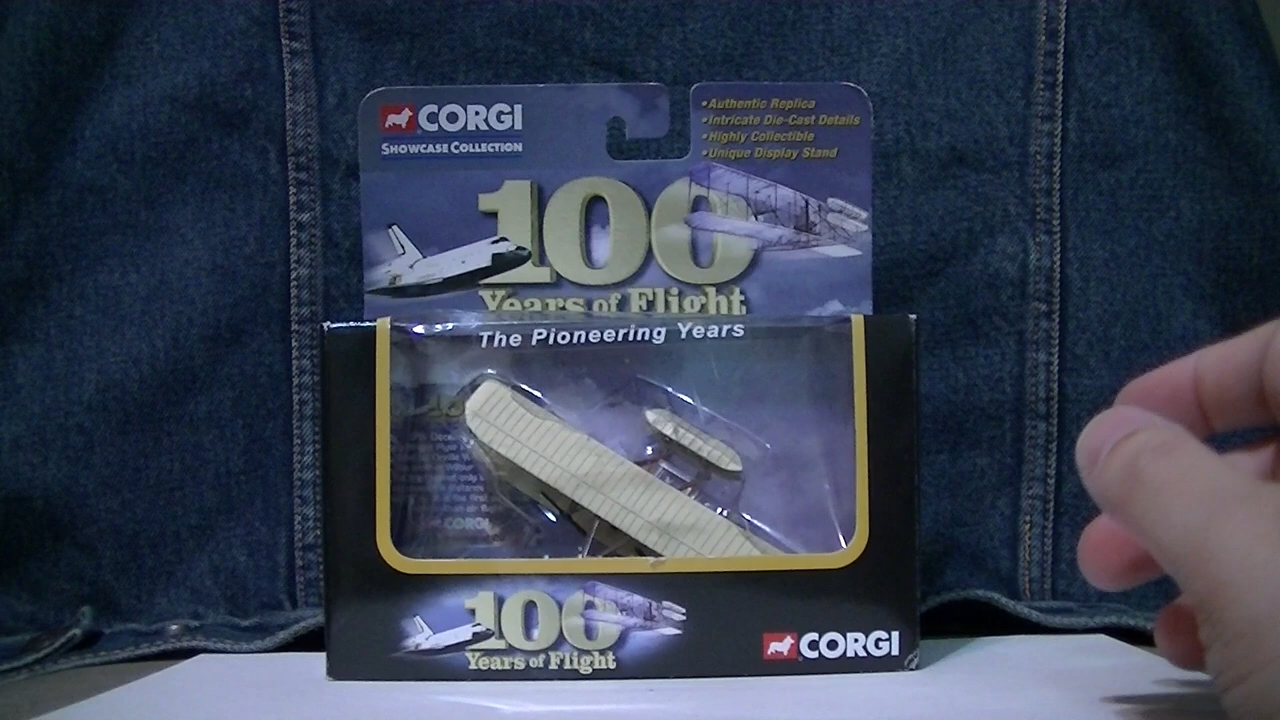 CORGI
SHOWCASE COLLECTION
•Authentic Replica
•Intricate Die-Cast Details
•Highly Collectible
•Unique Display Stand
100
Years of Flight
The Pioneering Years
CORGI
100
Years of Flight
CORGI